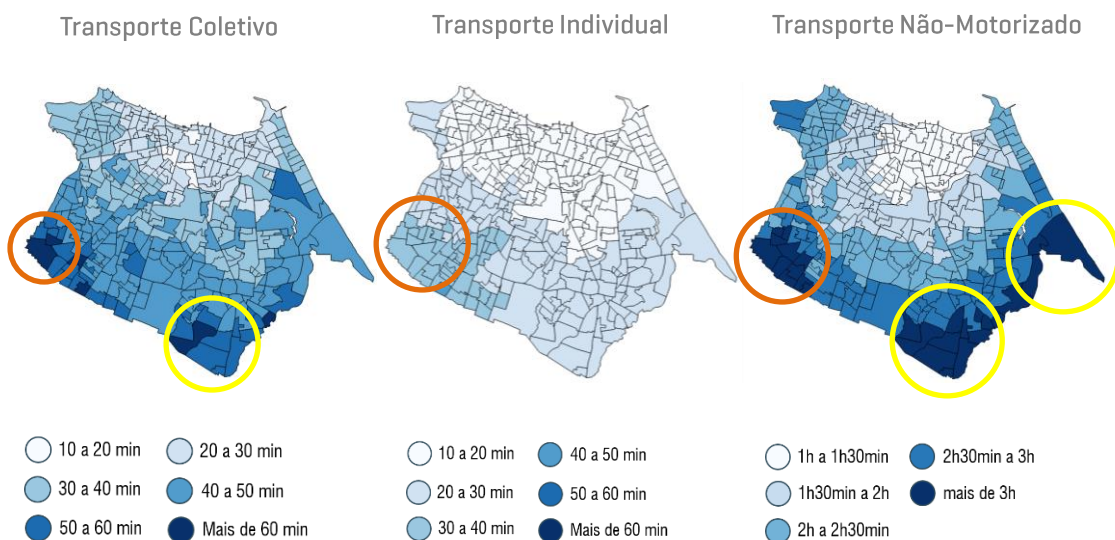 Transporte Coletivo
Transporte Individual
Transporte Não-Motorizado
10 a 20 min
20 a 30 min
30 a 40 min
40 a 50 min
50 a 60 min
Mais de 60 min
10 a 20 min
40 a 50 min
20 a 30 min
50 a 60 min
30 a 40 min
Mais de 60 min
1h a 1h30min
2h30min a 3h
1h30min a 2h
mais de 3h
2h a 2h30min